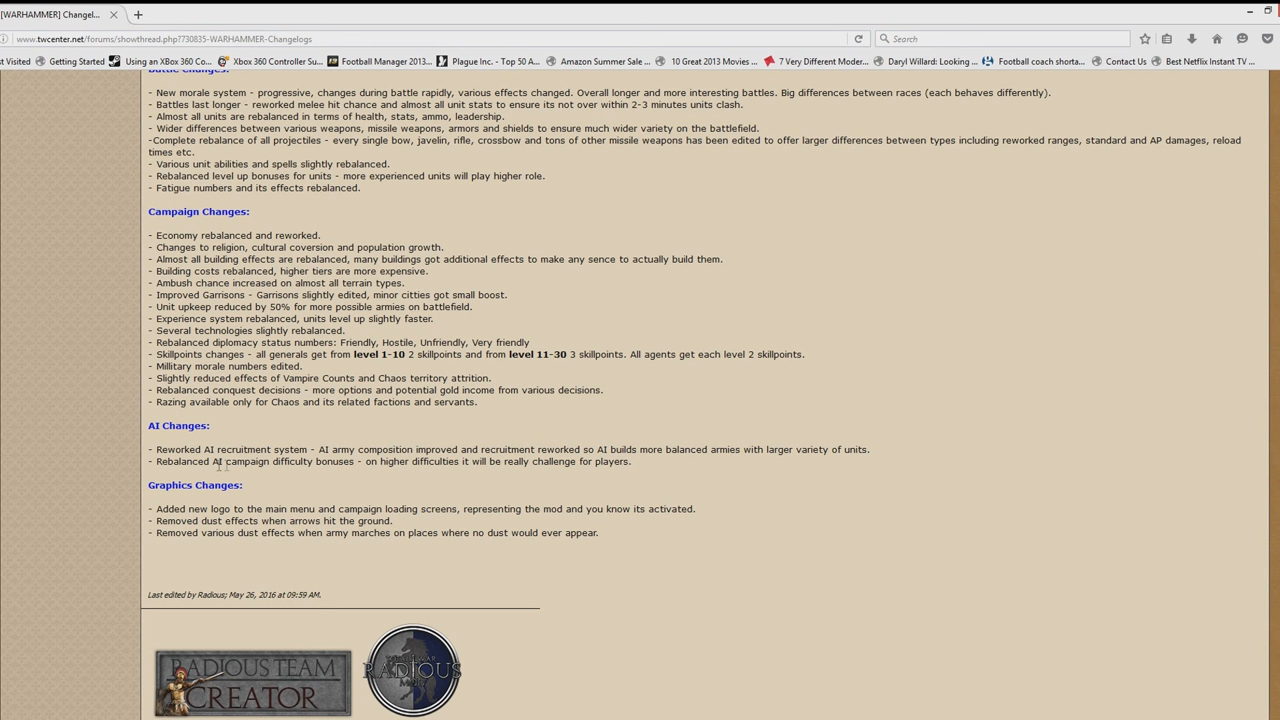 [WARHAMMER] Changel...
www.twcenter.net/forums/showthread.php?730835-WARHAMMER-Changelogs
Search
st Visited
Getting Started
Using an XBox 360 Co...
Xbox 360 Controller Su...
Football Manager 2013...
Plague Inc. - Top 50 A...
Amazon Summer Sale ...
10 Great 2013 Movies ...
7 Very Different Moder...
Daryl Willard: Looking ...
Football coach shorta...
Contact Us
Best Netflix Instant TV ...
Battle Changes:
- New morale system - progressive, changes during battle rapidly, various effects changed. Overall longer and more interesting battles. Big differences between races (each behaves differently).
- Battles last longer - reworked melee hit chance and almost all unit stats to ensure its not over within 2-3 minutes units clash.
- Almost all units are rebalanced in terms of health, stats, ammo, leadership.
- Wider differences between various weapons, missile weapons, armors and shields to ensure much wider variety on the battlefield.
-Complete rebalance of all projectiles - every single bow, javelin, rifle, crossbow and tons of other missile weapons has been edited to offer larger differences between types including reworked ranges, standard and AP damages, reload
times etc.
- Various unit abilities and spells slightly rebalanced.
- Rebalanced level up bonuses for units - more experienced units will play higher role.
- Fatigue numbers and its effects rebalanced.
Campaign Changes:
- Economy rebalanced and reworked.
- Changes to religion, cultural coversion and population growth.
- Almost all building effects are rebalanced, many buildings got additional effects to make any sence to actually build them.
- Building costs rebalanced, higher tiers are more expensive.
- Ambush chance increased on almost all terrain types.
- Improved Garrisons - Garrisons slightly edited, minor citties got small boost.
- Unit upkeep reduced by 50% for more possible armies on battlefield.
- Experience system rebalanced, units level up slightly faster.
- Several technologies slightly rebalanced.
- Rebalanced diplomacy status numbers: Friendly, Hostile, Unfriendly, Very friendly
- Skillpoints changes - all generals get from level 1-10 2 skillpoints and from level 11-30 3 skillpoints. All agents get each level 2 skillpoints.
- Millitary morale numbers edited.
- Slightly reduced effects of Vampire Counts and Chaos territory attrition.
- Rebalanced conquest decisions - more options and potential gold income from various decisions.
- Razing available only for Chaos and its related factions and servants.
AI Changes:
- Reworked AI recruitment system - AI army composition improved and recruitment reworked so AI builds more balanced armies with larger variety of units.
- Rebalanced AI campaign difficulty bonuses - on higher difficulties it will be really challenge for players.
Graphics Changes:
- Added new logo to the main menu and campaign loading screens, representing the mod and you know its activated.
- Removed dust effects when arrows hit the ground.
- Removed various dust effects when army marches on places where no dust would ever appear.
Last edited by Radious; May 26, 2016 at 09:59 AM.
RADIOUS TEAM
CREATOR
RADIOUS